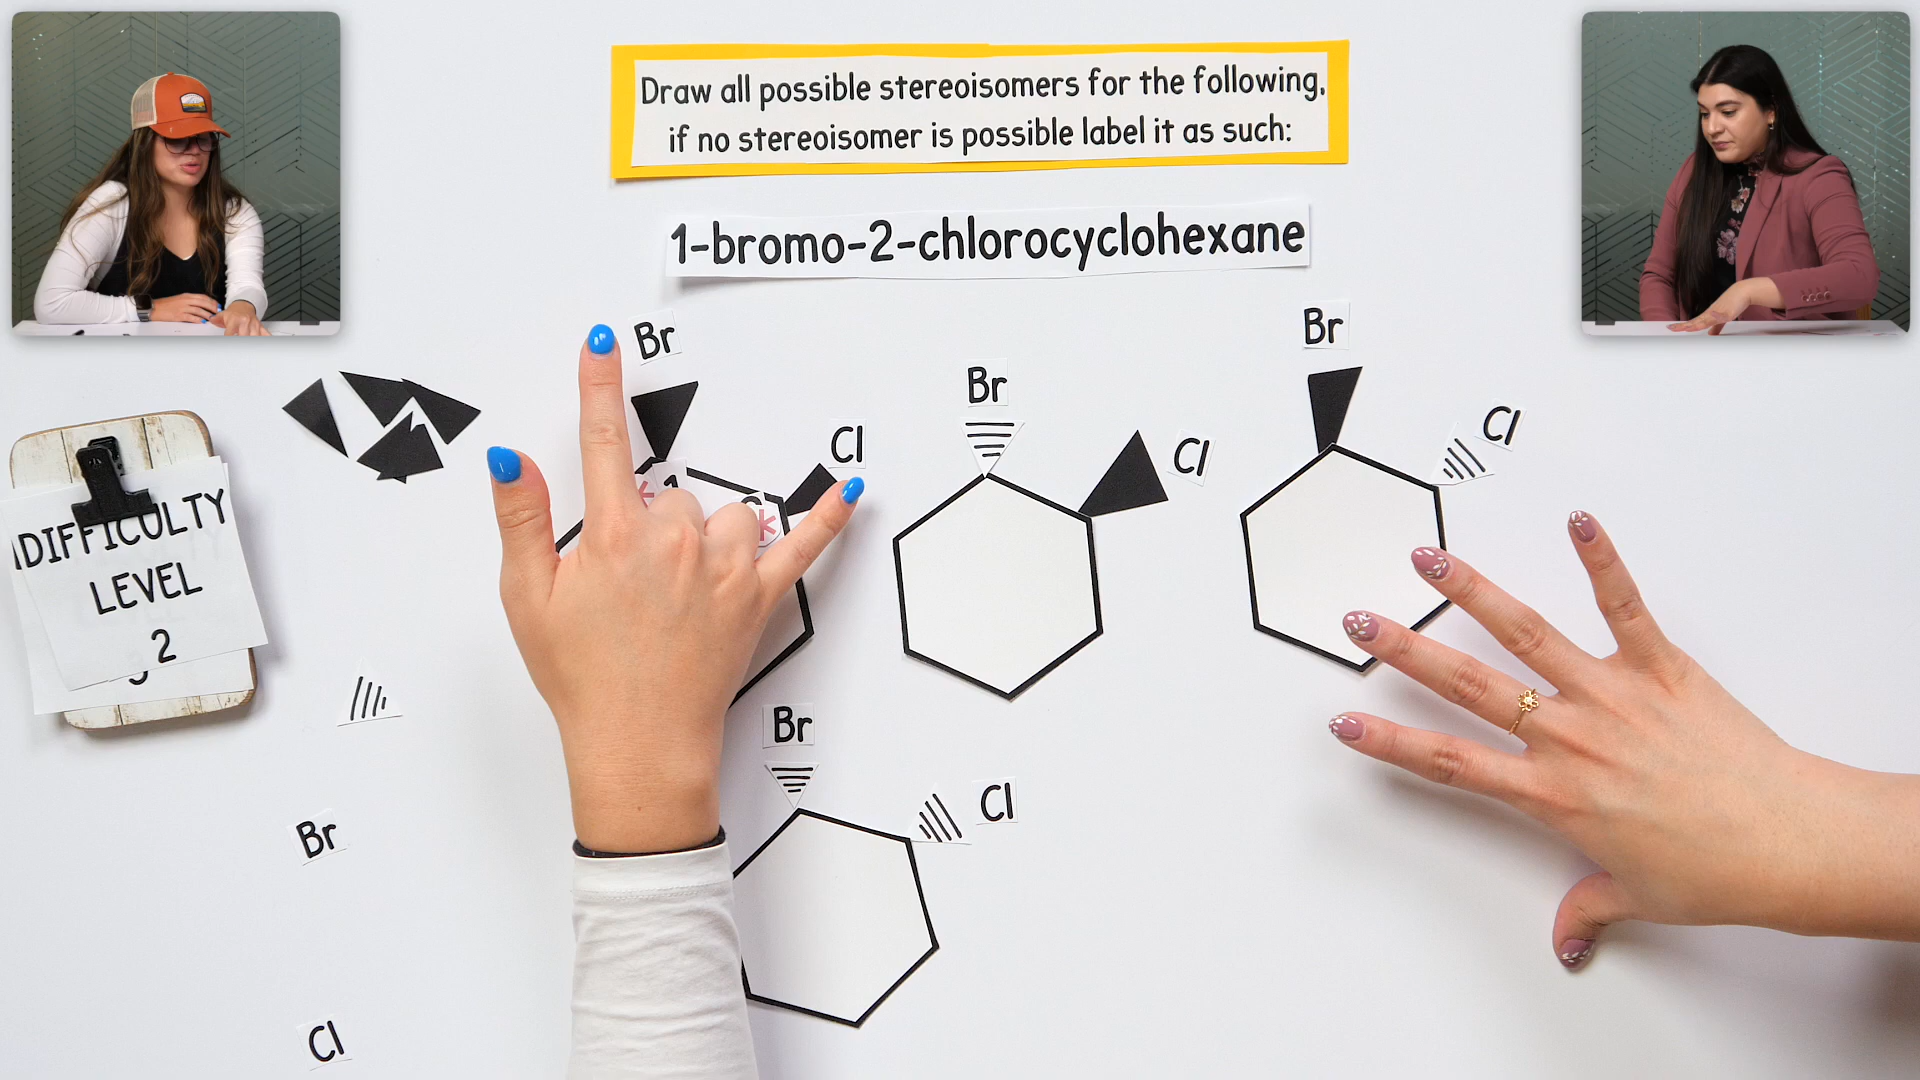 Draw all possible stereoisomers for the following,
if no stereoisomer is possible label it as such:
1-bromo-2-chlorocyclohexane
Br
Cl
* 1
*
Br
Cl
Br
Cl
DIFFICULTY
LEVEL
2
Br
Cl
Br
Cl